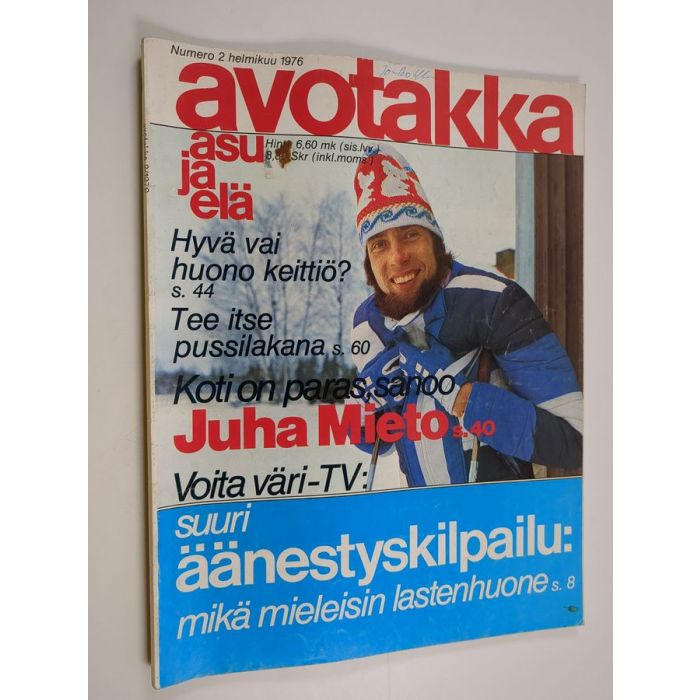 Numero 2 helmikuu 1976
avotakka
asu
ja
elä
Hinta 6,60 mk (sis.lvv.)
Skr (inkl.moms.)
Hyvä vai
huono keittiö?
s. 44
Tee itse
pussilakana s. 60
Koti on paras, sanoo
Juha Mieto s. 40
Voita väri-TV:
suuri
äänestyskilpailu:
mikä mieleisin lastenhuone s. 8